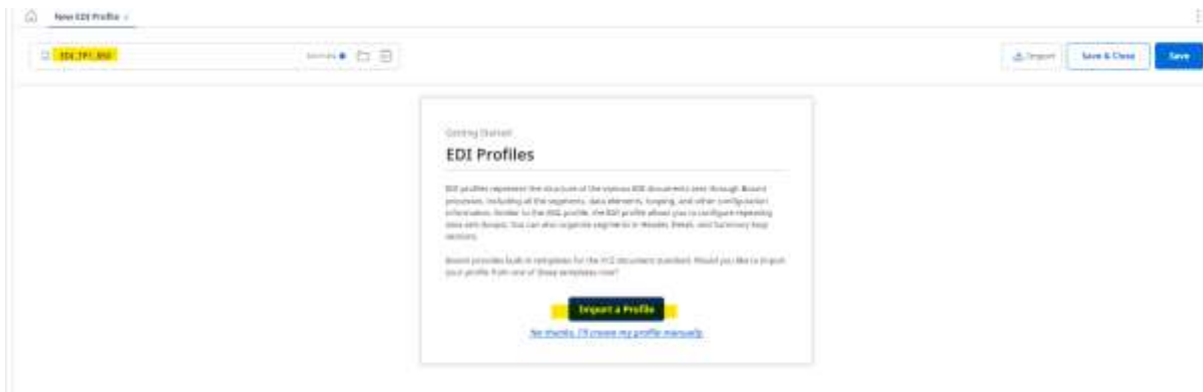 New EDI Profile
Import
Save & Close
Save
Getting Started
EDI Profiles
EDI profiles represent the structure of the various EDI documents sent through Boomi
processes, including all the segments, data elements, looping, and other configuration
information. Similar to the XML profile, the EDI profile allows you to configure repeating
data sets (loops). You can also organize segments in Header, Detail, and Summary loop
sections.
Boomi provides built-in templates for the X12 document standard. Would you like to import
your profile from one of these templates now?
Import a Profile
No thanks, I'll create my profile manually.